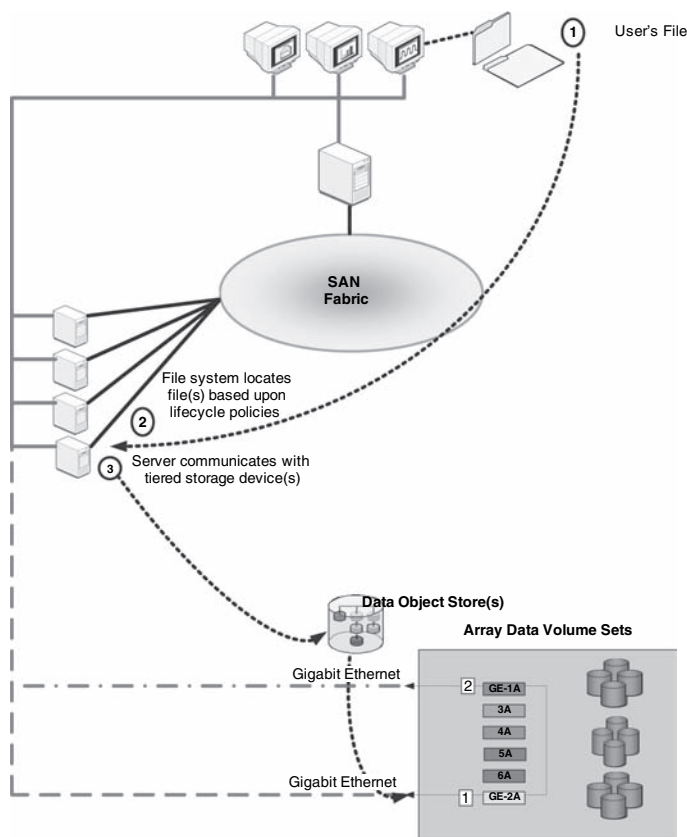 1
User's File
SAN
Fabric
File system locates
file(s) based upon
lifecycle policies
2
3
Server communicates with
tiered storage device(s)
Data Object Store(s)
Array Data Volume Sets
Gigabit Ethernet
2
GE-1A
3A
4A
5A
6A
Gigabit Ethernet
1
GE-2A